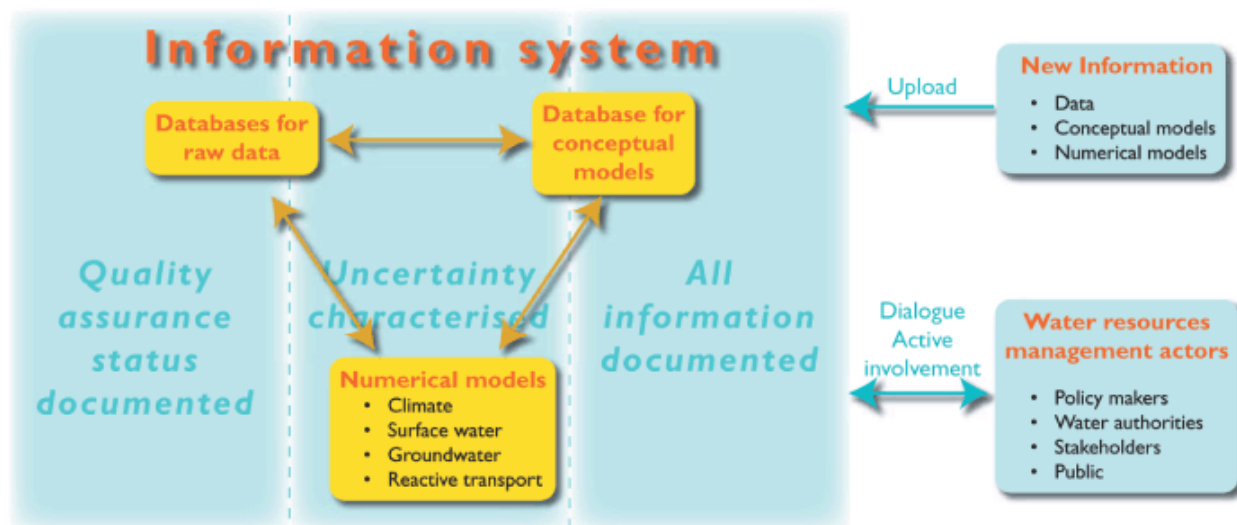 Information system
Databases for
raw data
Database for
conceptual
models
Quality
assurance
status
documented
Uncertainty
characterised
All
information
documented
Numerical models
• Climate
• Surface water
• Groundwater
• Reactive transport
Upload
New Information
• Data
• Conceptual models
• Numerical models
Dialogue
Active
involvement
Water resources
management actors
• Policy makers
• Water authorities
• Stakeholders
• Public